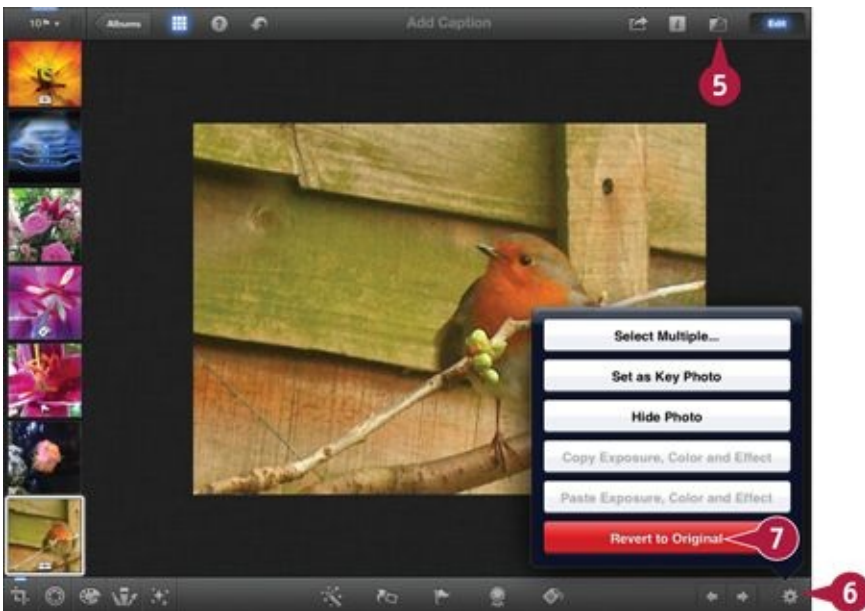 10
Albums
?
Add Caption
i
Edit
5
Select Multiple...
Set as Key Photo
Hide Photo
Copy Exposure, Color and Effect
Paste Exposure, Color and Effect
Revert to Original
7
6